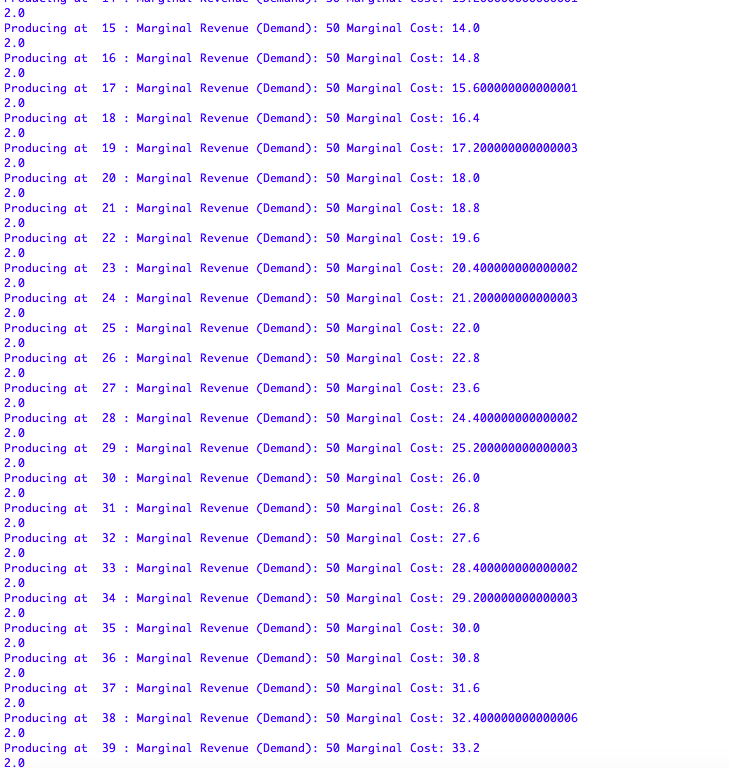 2.0
Producing at  15 : Marginal Revenue (Demand): 50 Marginal Cost: 14.0
2.0
Producing at  16 : Marginal Revenue (Demand): 50 Marginal Cost: 14.8
2.0
Producing at  17 : Marginal Revenue (Demand): 50 Marginal Cost: 15.600000000000001
2.0
Producing at  18 : Marginal Revenue (Demand): 50 Marginal Cost: 16.4
2.0
Producing at  19 : Marginal Revenue (Demand): 50 Marginal Cost: 17.200000000000003
2.0
Producing at  20 : Marginal Revenue (Demand): 50 Marginal Cost: 18.0
2.0
Producing at  21 : Marginal Revenue (Demand): 50 Marginal Cost: 18.8
2.0
Producing at  22 : Marginal Revenue (Demand): 50 Marginal Cost: 19.6
2.0
Producing at  23 : Marginal Revenue (Demand): 50 Marginal Cost: 20.400000000000002
2.0
Producing at  24 : Marginal Revenue (Demand): 50 Marginal Cost: 21.200000000000003
2.0
Producing at  25 : Marginal Revenue (Demand): 50 Marginal Cost: 22.0
2.0
Producing at  26 : Marginal Revenue (Demand): 50 Marginal Cost: 22.8
2.0
Producing at  27 : Marginal Revenue (Demand): 50 Marginal Cost: 23.6
2.0
Producing at  28 : Marginal Revenue (Demand): 50 Marginal Cost: 24.400000000000002
2.0
Producing at  29 : Marginal Revenue (Demand): 50 Marginal Cost: 25.200000000000003
2.0
Producing at  30 : Marginal Revenue (Demand): 50 Marginal Cost: 26.0
2.0
Producing at  31 : Marginal Revenue (Demand): 50 Marginal Cost: 26.8
2.0
Producing at  32 : Marginal Revenue (Demand): 50 Marginal Cost: 27.6
2.0
Producing at  33 : Marginal Revenue (Demand): 50 Marginal Cost: 28.400000000000002
2.0
Producing at  34 : Marginal Revenue (Demand): 50 Marginal Cost: 29.200000000000003
2.0
Producing at  35 : Marginal Revenue (Demand): 50 Marginal Cost: 30.0
2.0
Producing at  36 : Marginal Revenue (Demand): 50 Marginal Cost: 30.8
2.0
Producing at  37 : Marginal Revenue (Demand): 50 Marginal Cost: 31.6
2.0
Producing at  38 : Marginal Revenue (Demand): 50 Marginal Cost: 32.400000000000006
2.0
Producing at  39 : Marginal Revenue (Demand): 50 Marginal Cost: 33.2
2.0